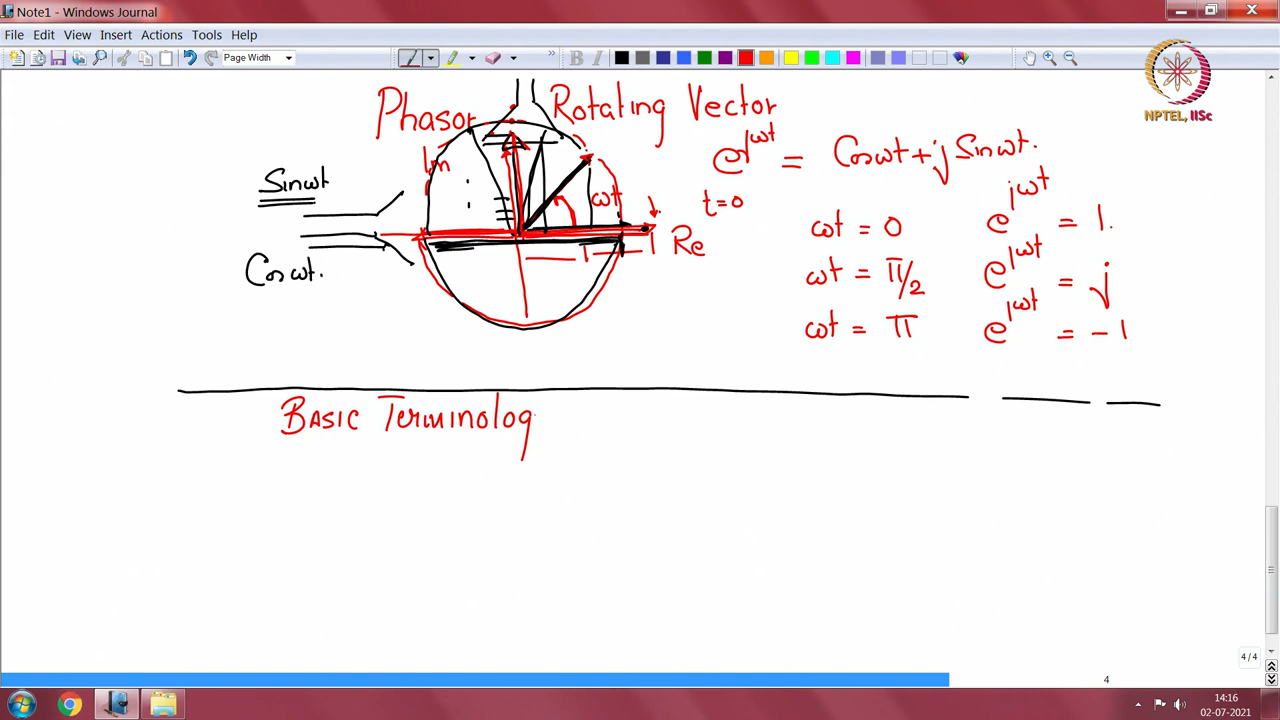 Note1 - Windows Journal
File Edit View Insert Actions Tools Help
Page Width
B I
NPTEL, IISc
Phasor Rotating Vector
Im
e^jωt = Cosωt + j Sinωt.
Sinωt
ωt
t=0
ωt = 0 e^jωt = 1.
1 Re
Cosωt.
ωt = π/2 e^jωt = j
ωt = π e^jωt = -1
BASIC Terminolog
4/4
4
14:16
02-07-2021